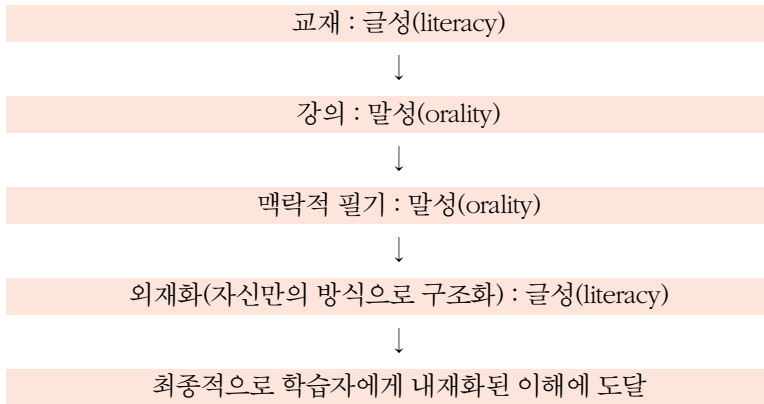 교재 : 글성(literacy)
↓
강의 : 말성(orality)
↓
맥락적 필기 : 말성(orality)
↓
외재화(자신만의 방식으로 구조화) : 글성(literacy)
↓
최종적으로 학습자에게 내재화된 이해에 도달